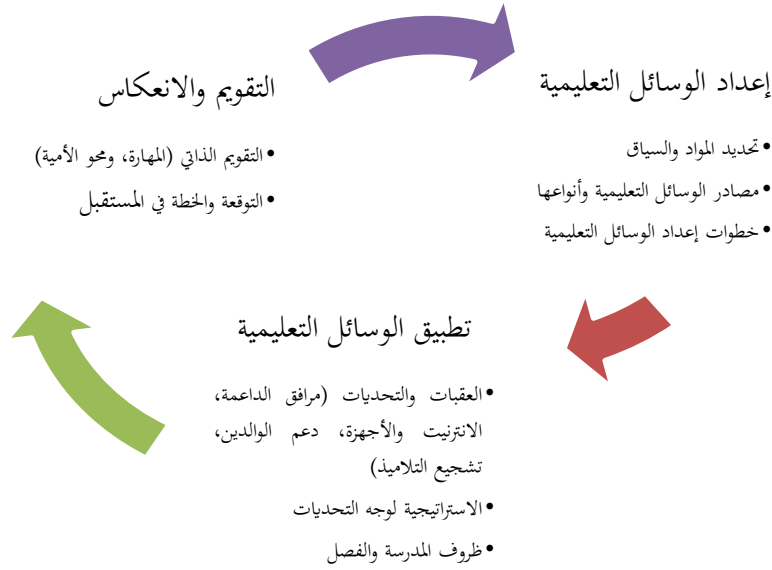 إعداد الوسائل التعليمية
•تحديد المواد والسياق
•مصادر الوسائل التعليمية وأنواعها
•خطوات إعداد الوسائل التعليمية
تطبيق الوسائل التعليمية
•العقبات والتحديات (مرافق الداعمة،
الانترنيت والأجهزة، دعم الوالدين،
تشجيع التلاميذ)
•الاستراتيجية لوجه التحديات
•ظروف المدرسة والفصل
التقويم والانعكاس
•التقويم الذاتي (المهارة، ومحو الأمية)
•التوقعة والخطة في المستقبل